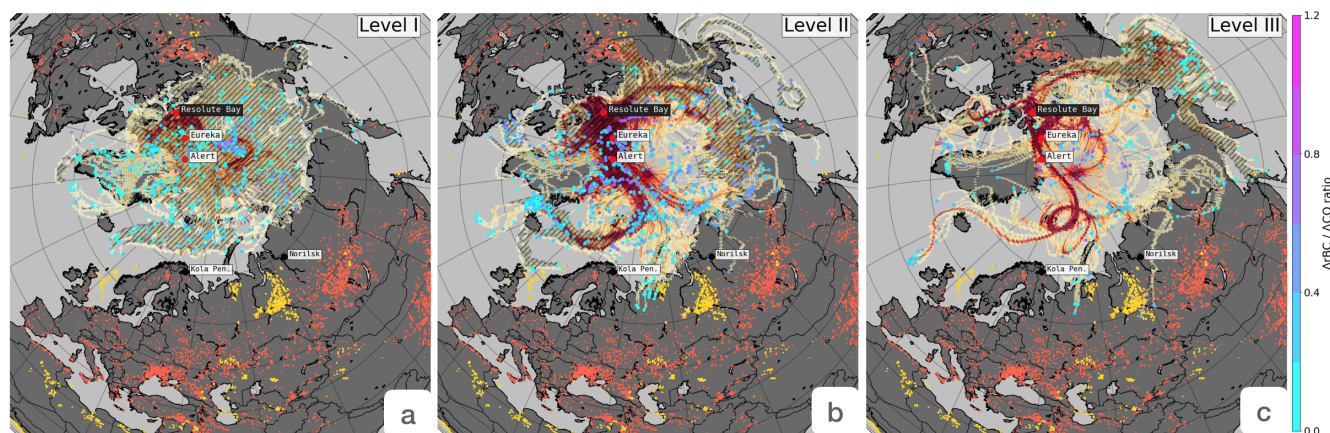 Level I
Resolute Bay
Eureka
Alert
Norilsk
Kola Pen.
a
Level II
Resolute Bay
Eureka
Alert
Norilsk
Kola Pen.
b
Level III
Resolute Bay
Eureka
Alert
Norilsk
Kola Pen.
c
1.2
0.8
0.4
0.0
ΔrBC / ΔCO ratio